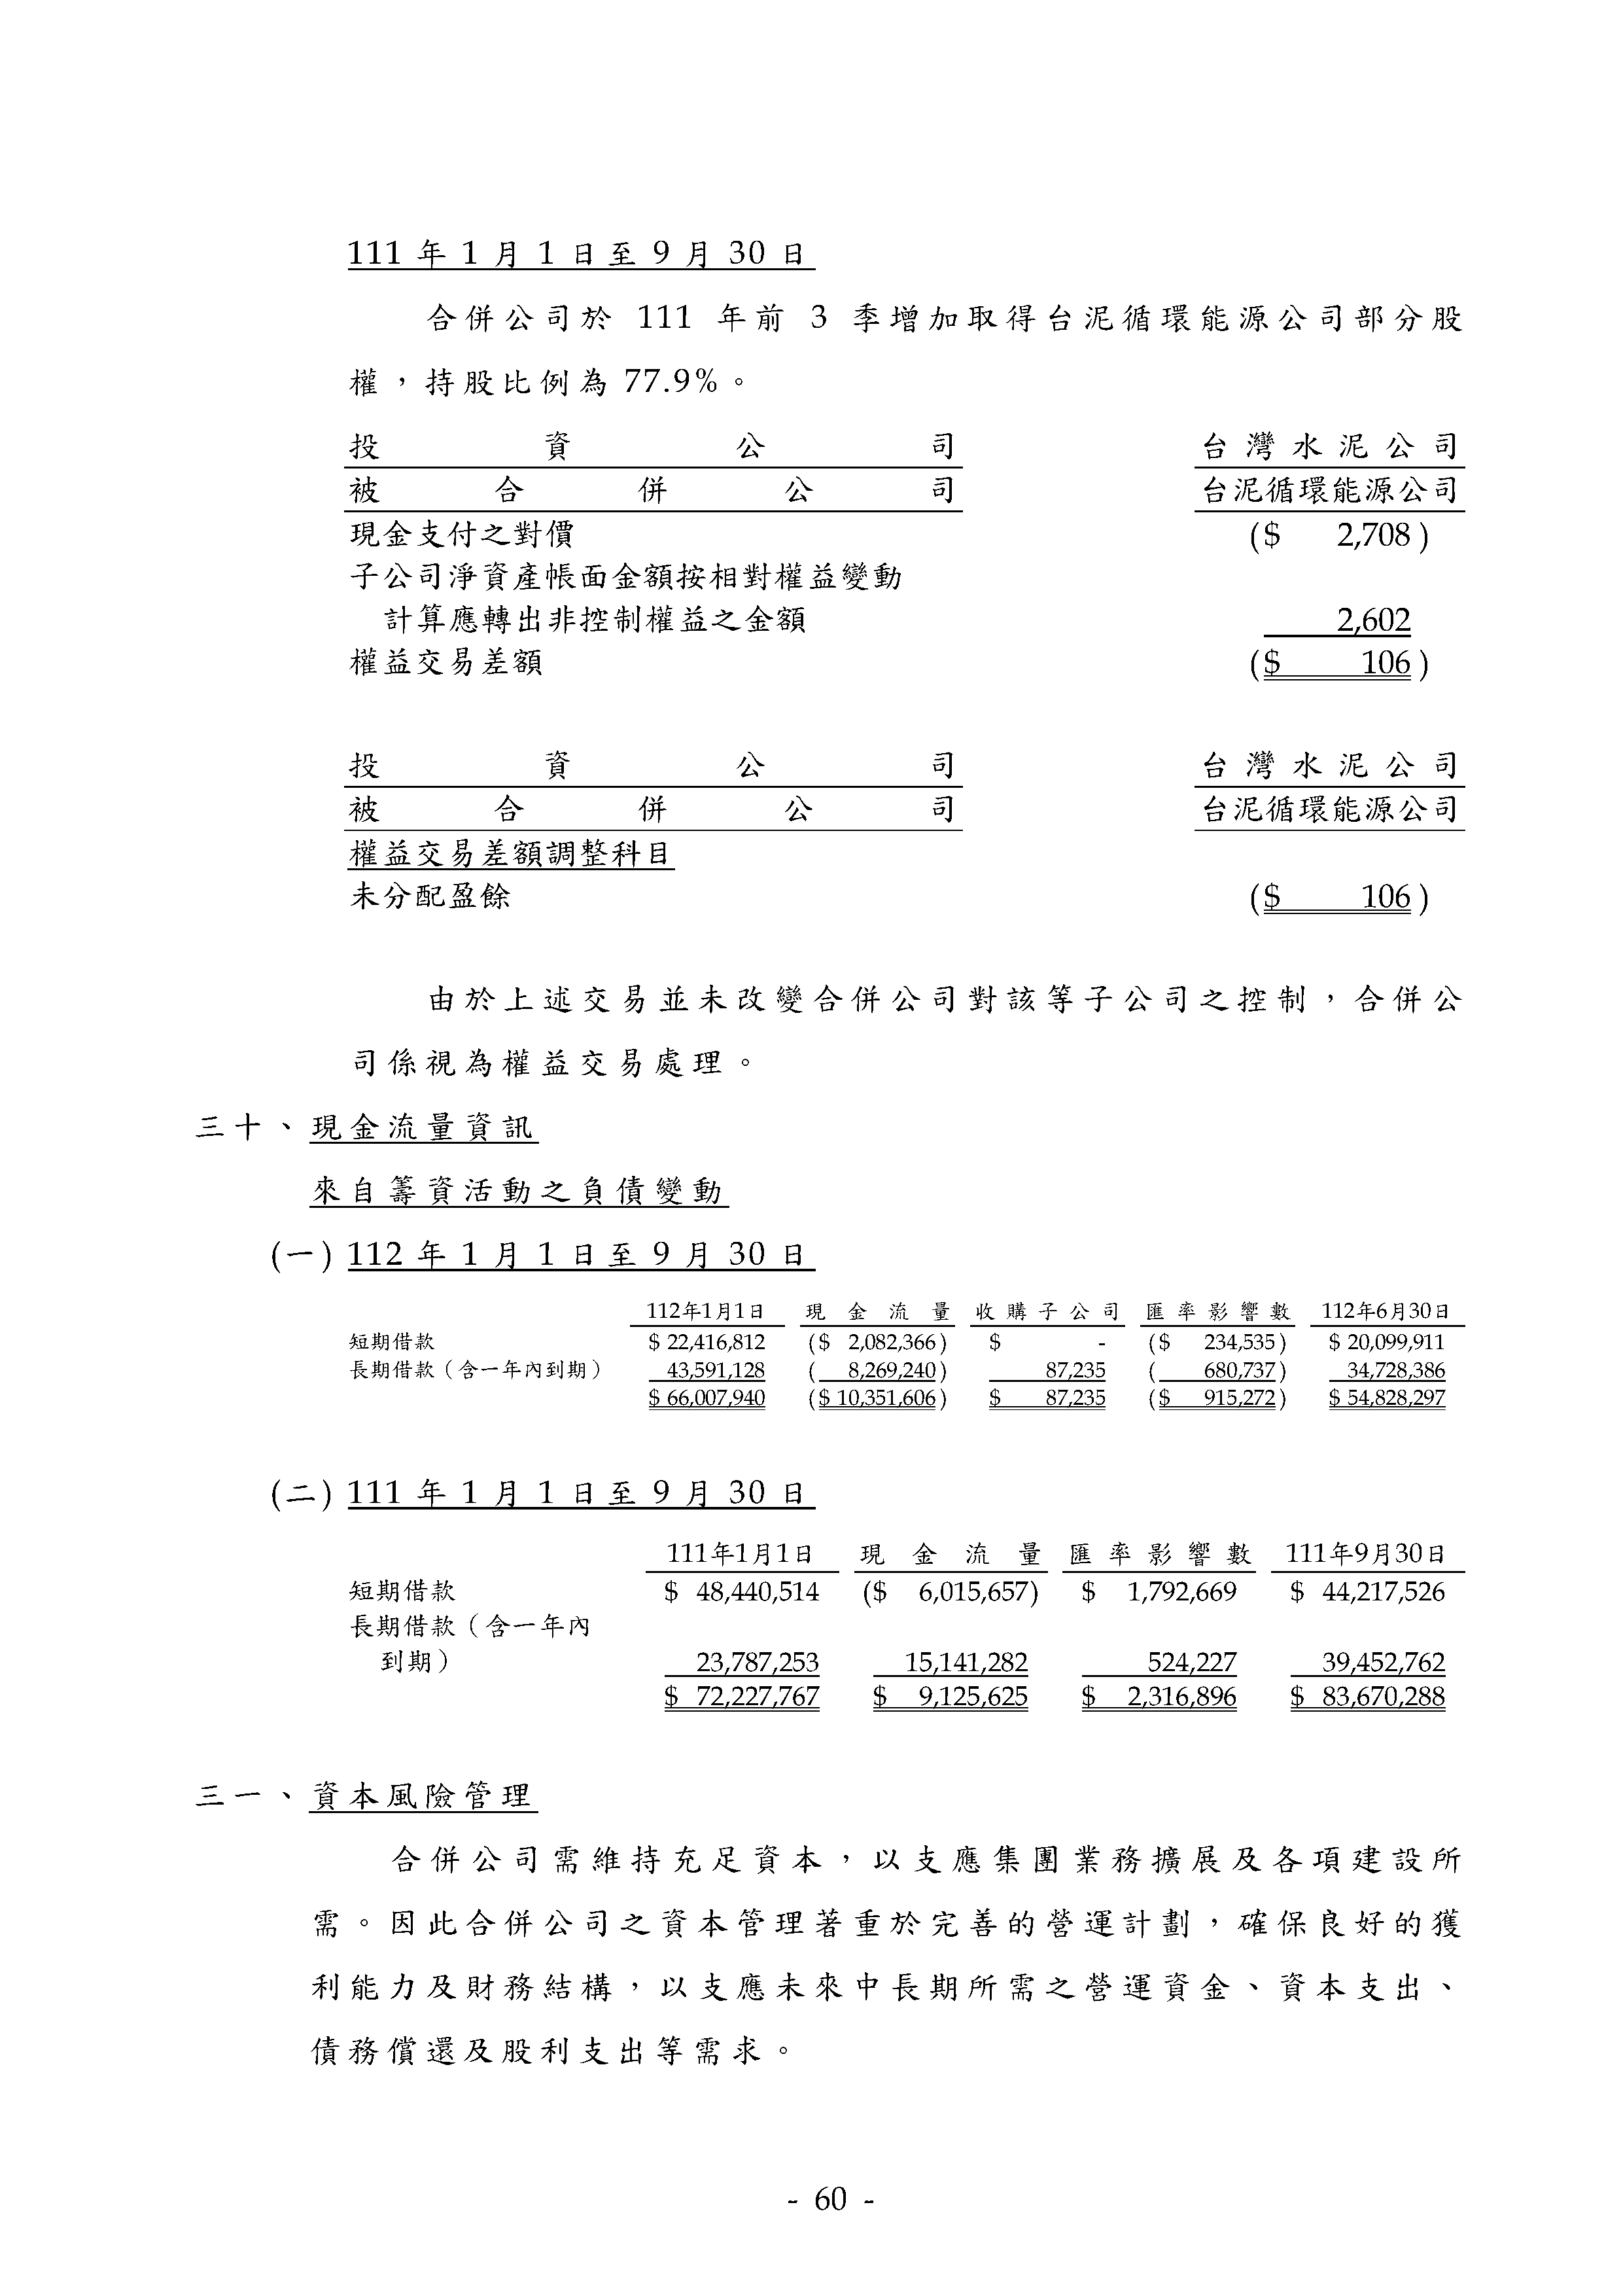 111 年 1 月 1 日至 9 月 30 日
合併公司於 111 年前 3 季增加取得台泥循環能源公司部分股
權，持股比例為 77.9%。
投資公司 台灣水泥公司
被合併公司 台泥循環能源公司
現金支付之對價 ($ 2,708)
子公司淨資產帳面金額按相對權益變動
計算應轉出非控制權益之金額 2,602
權益交易差額 ($ 106)
投資公司 台灣水泥公司
被合併公司 台泥循環能源公司
權益交易差額調整科目
未分配盈餘 ($ 106)
由於上述交易並未改變合併公司對該等子公司之控制，合併公
司係視為權益交易處理。
三十、現金流量資訊
來自籌資活動之負債變動
(一) 112 年 1 月 1 日至 9 月 30 日
112年1月1日 現金流量 收購子公司 匯率影響數 112年6月30日
短期借款 $ 22,416,812 ($ 2,082,366) $ - ($ 234,535) $ 20,099,911
長期借款（含一年內到期） 43,591,128 ( 8,269,240) 87,235 ( 680,737) 34,728,386
$ 66,007,940 ($ 10,351,606) $ 87,235 ($ 915,272) $ 54,828,297
(二) 111 年 1 月 1 日至 9 月 30 日
111年1月1日 現金流量 匯率影響數 111年9月30日
短期借款 $ 48,440,514 ($ 6,015,657) $ 1,792,669 $ 44,217,526
長期借款（含一年內
到期） 23,787,253 15,141,282 524,227 39,452,762
$ 72,227,767 $ 9,125,625 $ 2,316,896 $ 83,670,288
三一、資本風險管理
合併公司需維持充足資本，以支應集團業務擴展及各項建設所
需。因此合併公司之資本管理著重於完善的營運計劃，確保良好的獲
利能力及財務結構，以支應未來中長期所需之營運資金、資本支出、
債務償還及股利支出等需求。
- 60 -